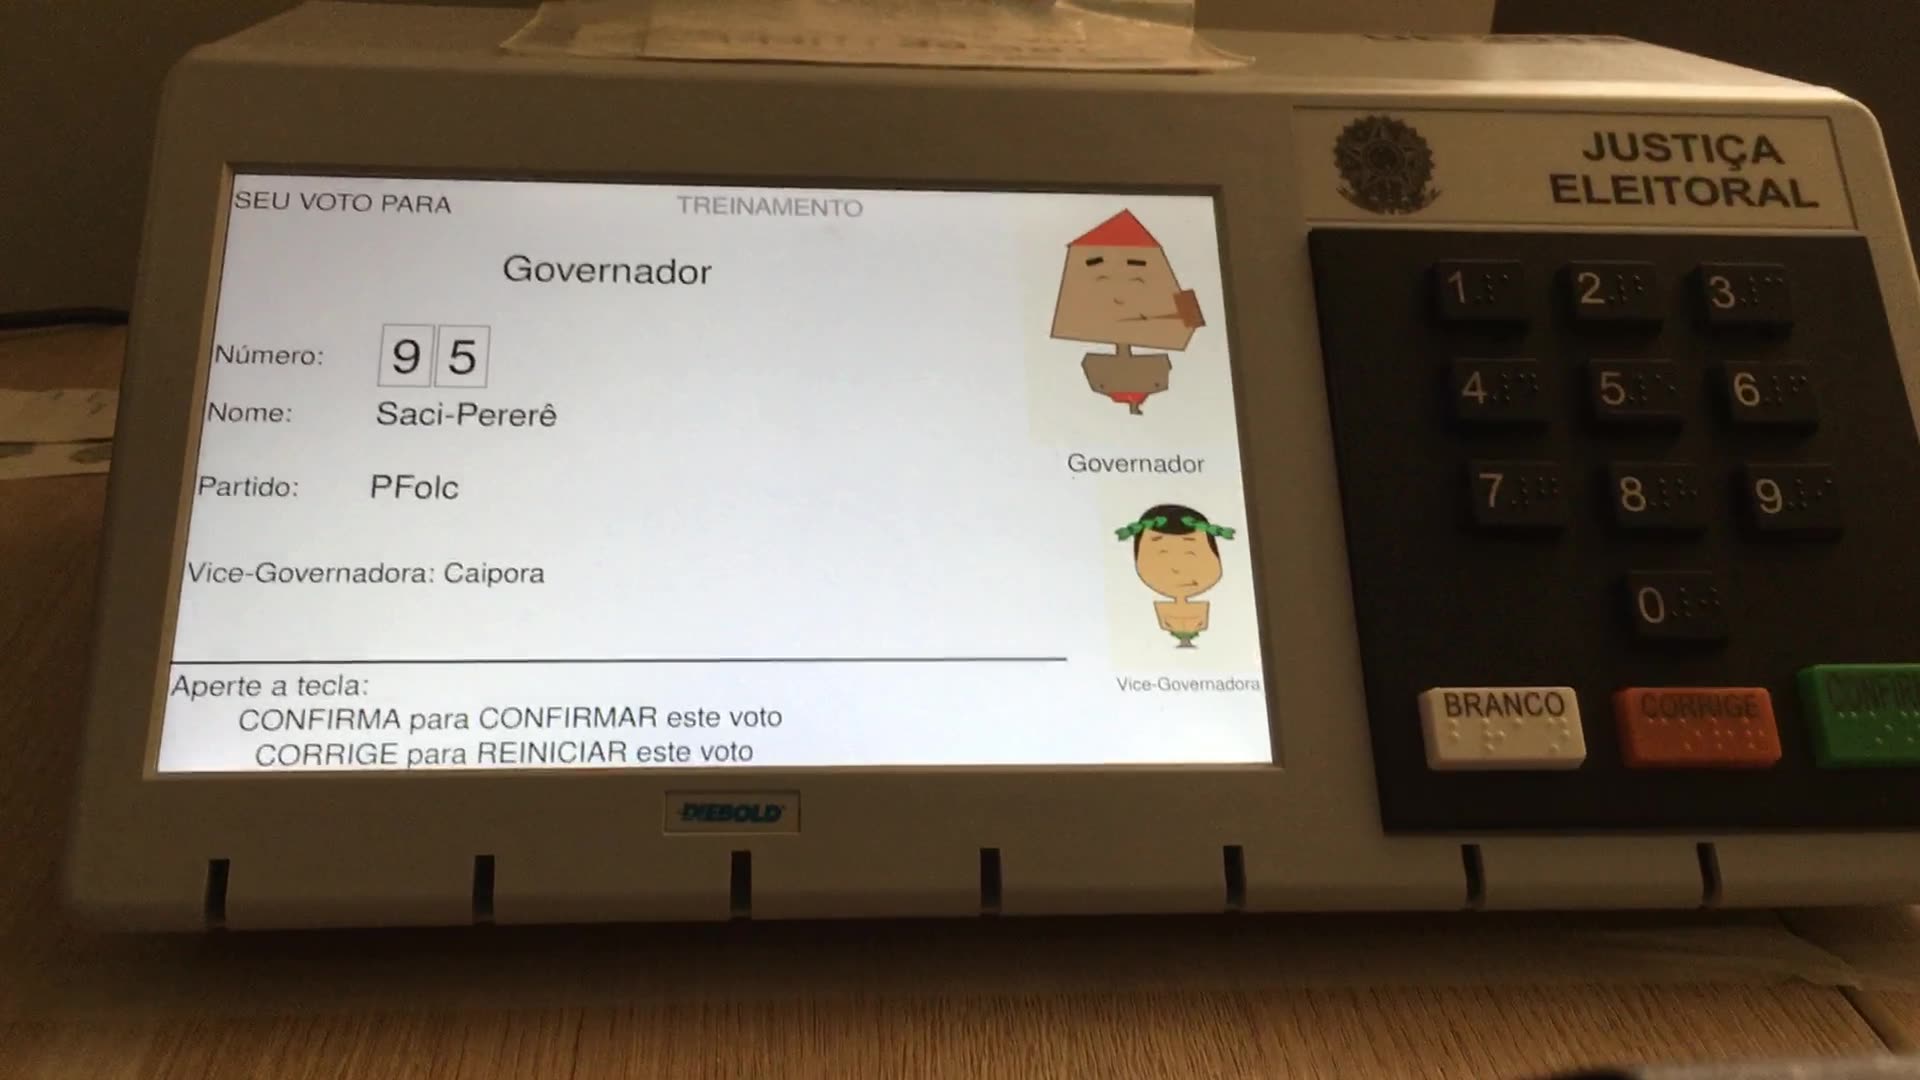 SEU VOTO PARA
TREINAMENTO
Governador
Número: 95
Nome: Saci-Pererê
Partido: PFolc
Vice-Governadora: Caipora
Governador
Vice-Governadora
Aperte a tecla:
CONFIRMA para CONFIRMAR este voto
CORRIGE para REINICIAR este voto
DIEBOLD
JUSTIÇA
ELEITORAL
1 2 3
4 5 6
7 8 9
0
BRANCO CORRIGE